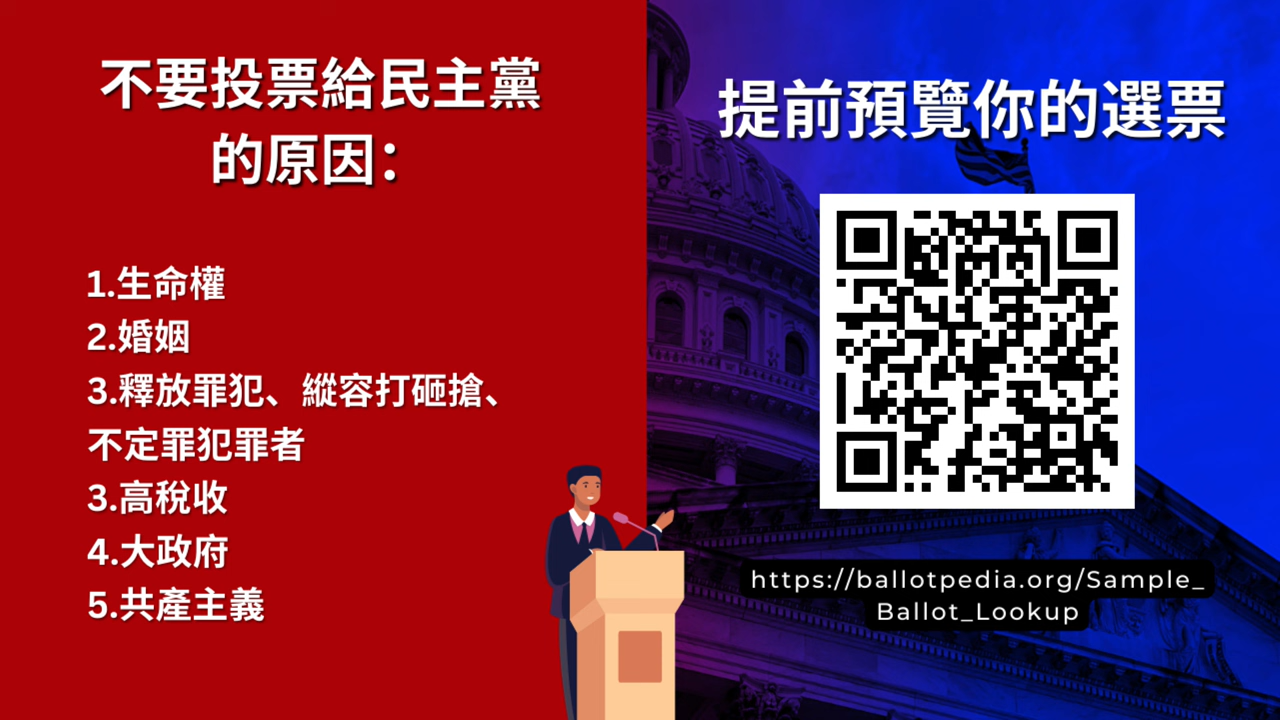 不要投票給民主黨
的原因：
1.生命權
2.婚姻
3.釋放罪犯、縱容打砸搶、
不定罪犯罪者
3.高稅收
4.大政府
5.共產主義
提前預覽你的選票
https://ballotpedia.org/Sample_
Ballot_Lookup